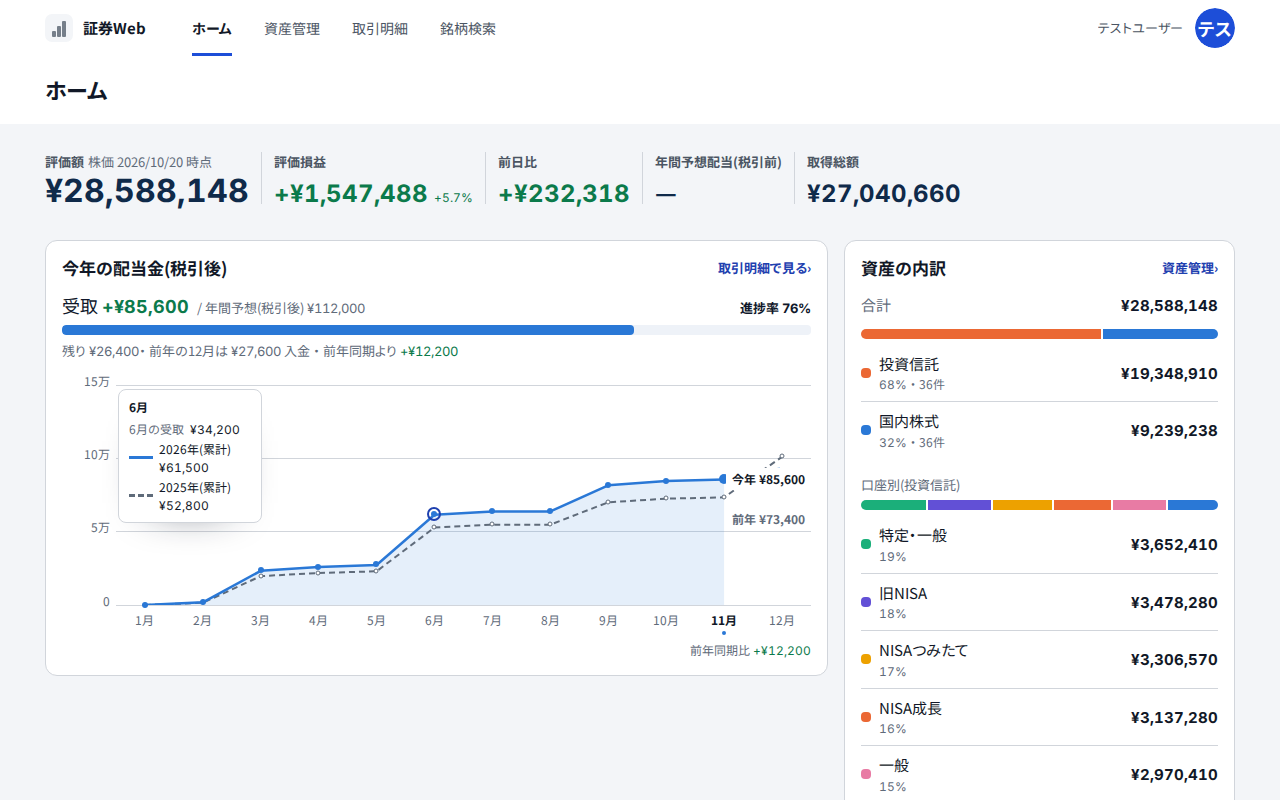 証券Web
ホーム
資産管理
取引明細
銘柄検索
テストユーザー
テス
ホーム
評価額 株価 2026/10/20 時点
¥28,588,148
評価損益
+¥1,547,488 +5.7%
前日比
+¥232,318
年間予想配当(税引前)
—
取得総額
¥27,040,660
今年の配当金(税引後)
取引明細で見る›
受取 +¥85,600 / 年間予想(税引後) ¥112,000
進捗率 76%
残り ¥26,400・前年の12月は ¥27,600 入金・前年同期より +¥12,200
15万
10万
5万
0
6月
6月の受取 ¥34,200
2026年(累計)
¥61,500
2025年(累計)
¥52,800
今年 ¥85,600
前年 ¥73,400
1月 2月 3月 4月 5月 6月 7月 8月 9月 10月 11月 12月
前年同期比 +¥12,200
資産の内訳
資産管理›
合計
¥28,588,148
投資信託
68%・36件
¥19,348,910
国内株式
32%・36件
¥9,239,238
口座別(投資信託)
特定・一般
19%
¥3,652,410
旧NISA
18%
¥3,478,280
NISAつみたて
17%
¥3,306,570
NISA成長
16%
¥3,137,280
一般
15%
¥2,970,410